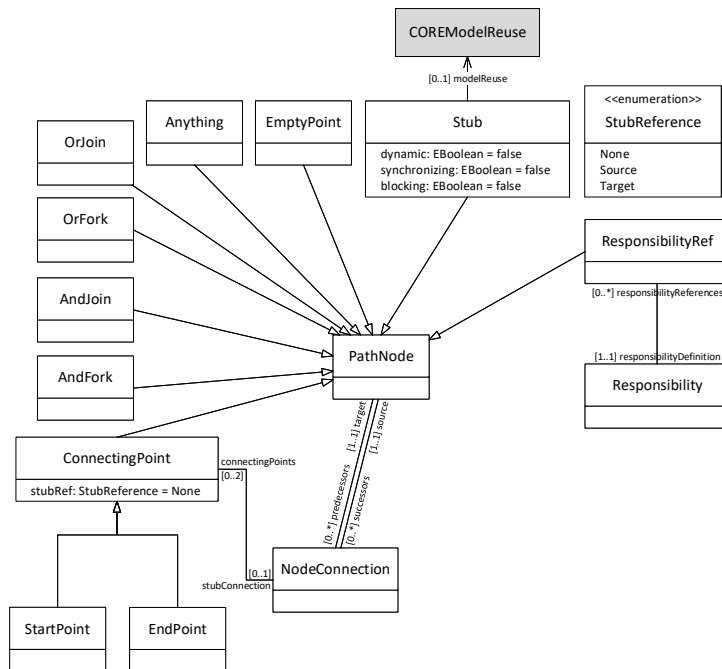 COREModelReuse
[0..1] modelReuse
Anything
EmptyPoint
Stub
dynamic: EBoolean = false
synchronizing: EBoolean = false
blocking: EBoolean = false
<<enumeration>>
StubReference
None
Source
Target
OrJoin
OrFork
AndJoin
AndFork
ResponsibilityRef
[0..*] responsibilityReferences
[1..1] responsibilityDefinition
Responsibility
PathNode
[1..1] target
[1..1] source
[0..*] predecessors
[0..*] successors
ConnectingPoint
stubRef: StubReference = None
connectingPoints
[0..2]
[0..1]
stubConnection
NodeConnection
StartPoint
EndPoint